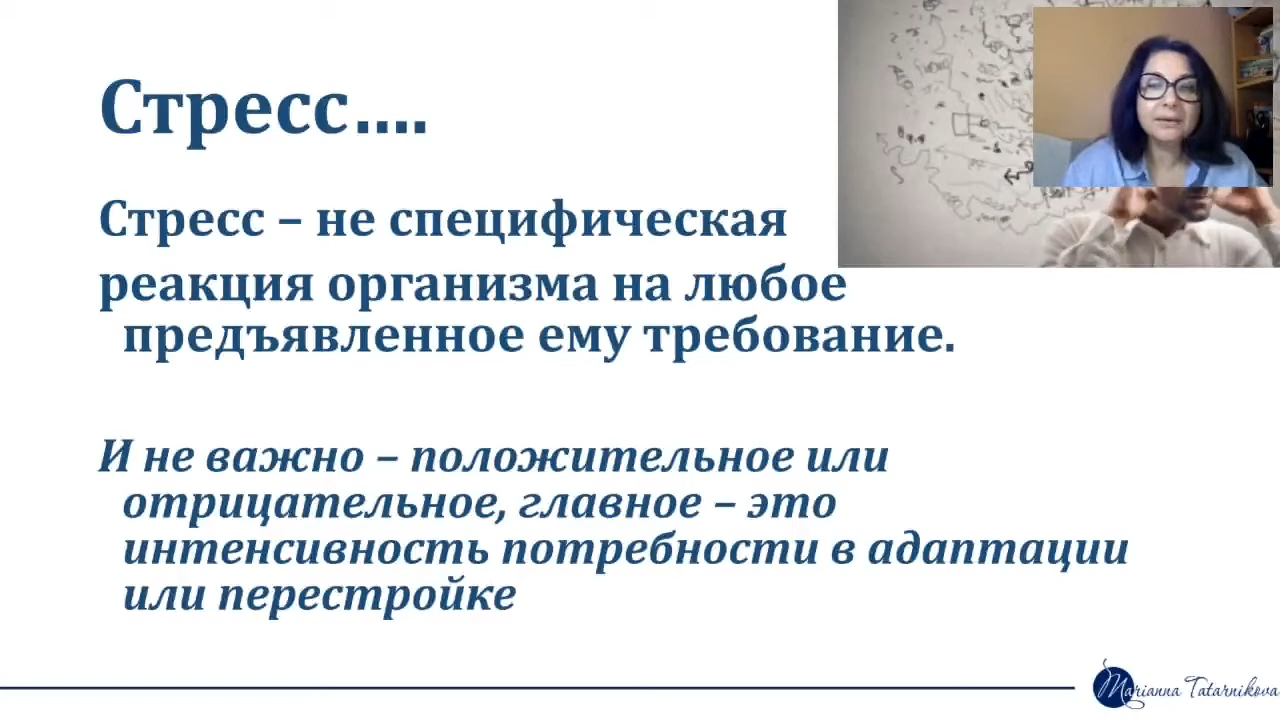 Стресс….
Стресс – не специфическая
реакция организма на любое
предъявленное ему требование.
И не важно – положительное или
отрицательное, главное – это
интенсивность потребности в адаптации
или перестройке
Marianna Tatarnikova